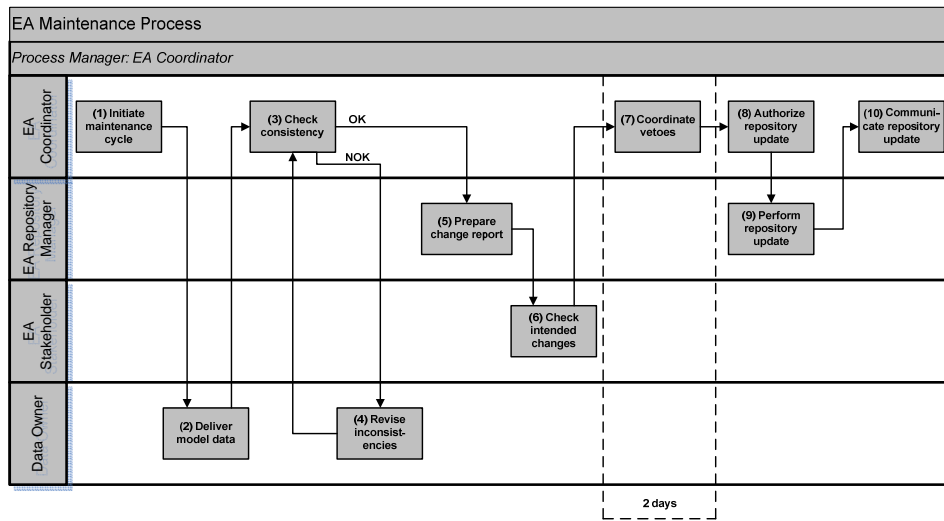 EA Maintenance Process
Process Manager: EA Coordinator
EA
Coordinator
(1) Initiate
maintenance
cycle
(3) Check
consistency
OK
NOK
(7) Coordinate
vetoes
(8) Authorize
repository
update
(10) Communi-
cate repository
update
EA Repository
Manager
(5) Prepare
change report
(9) Perform
repository
update
EA
Stakeholder
(6) Check
intended
changes
Data Owner
(2) Deliver
model data
(4) Revise
inconsist-
encies
2 days